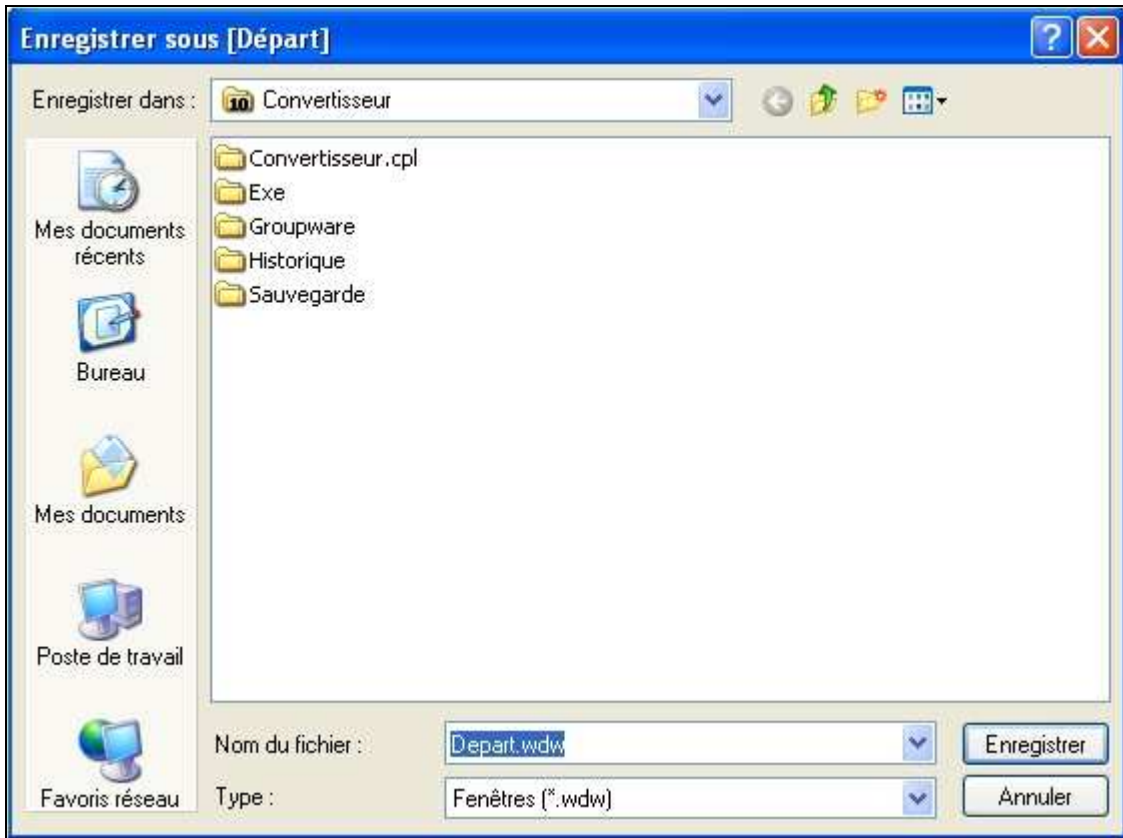 Enregistrer sous [Départ]
Enregistrer dans :
10 Convertisseur
Convertisseur.cpl
Exe
Groupware
Historique
Sauvegarde
Mes documents
récents
Bureau
Mes documents
Poste de travail
Favoris réseau
Nom du fichier :
Depart.wdw
Enregistrer
Type :
Fenêtres (*.wdw)
Annuler